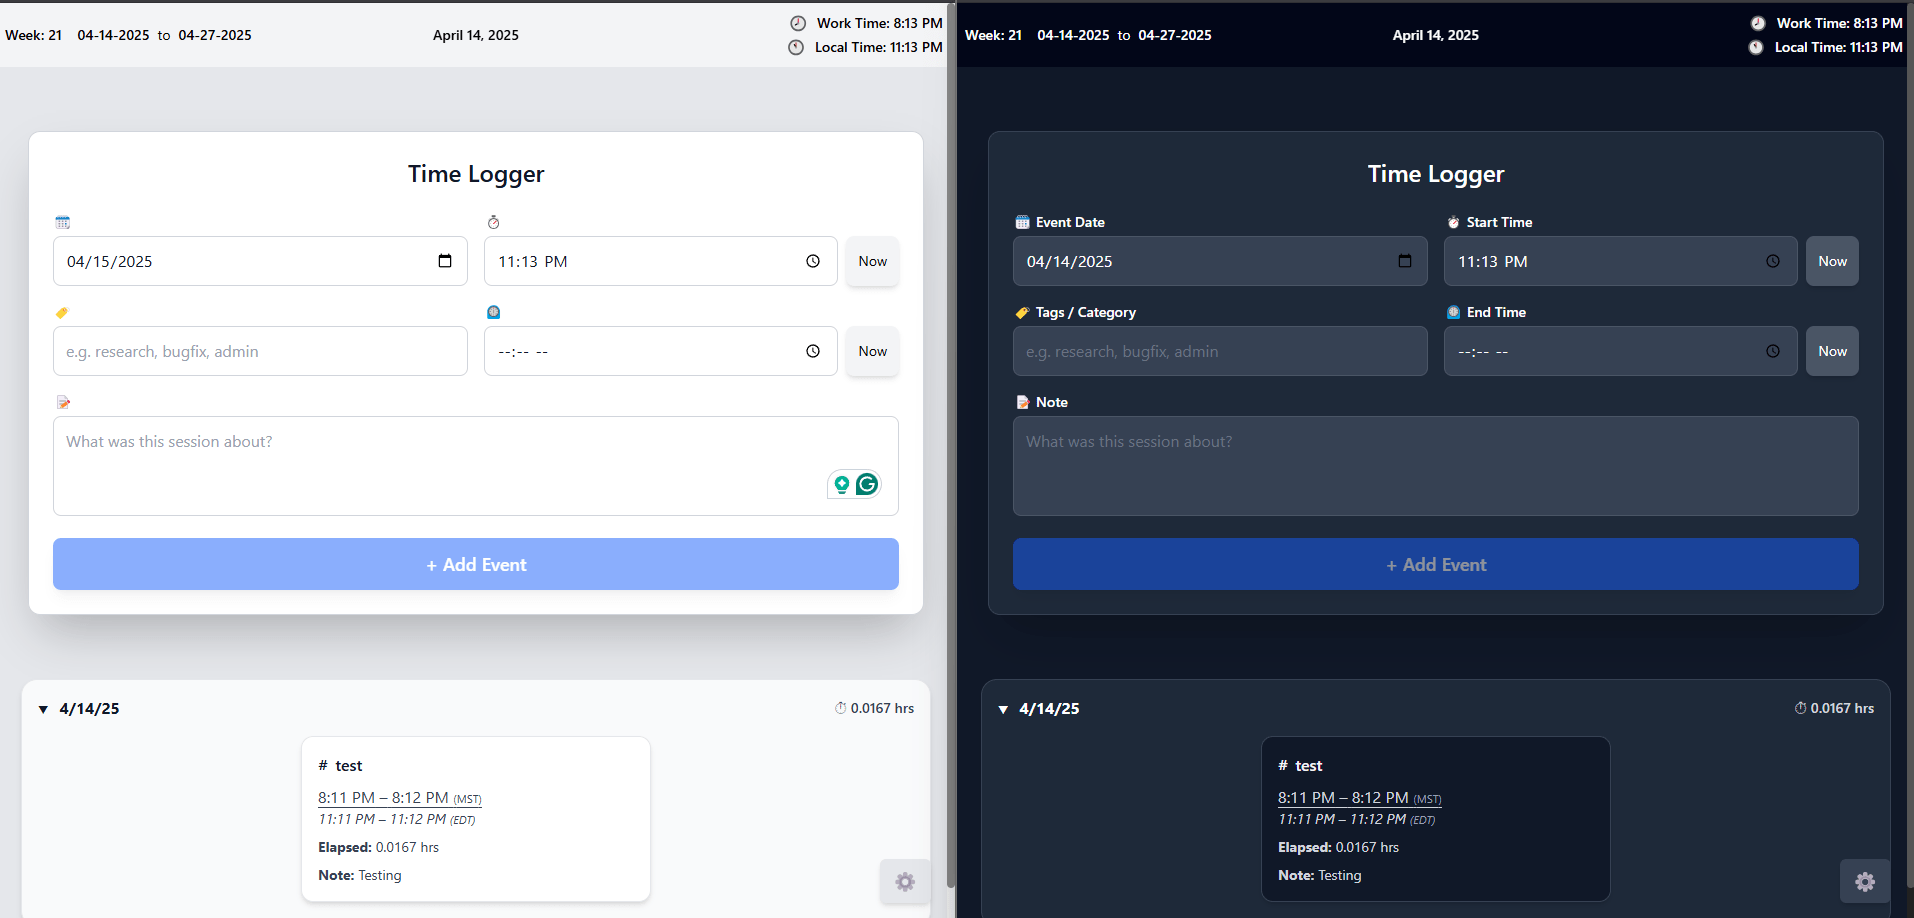 Week: 21 04-14-2025 to 04-27-2025
April 14, 2025
Work Time: 8:13 PM
Local Time: 11:13 PM
Time Logger
04/15/2025
11:13 PM
Now
e.g. research, bugfix, admin
--:-- --
Now
What was this session about?
+ Add Event
▼ 4/14/25
0.0167 hrs
# test
8:11 PM – 8:12 PM (MST)
11:11 PM – 11:12 PM (EDT)
Elapsed: 0.0167 hrs
Note: Testing
Week: 21 04-14-2025 to 04-27-2025
April 14, 2025
Work Time: 8:13 PM
Local Time: 11:13 PM
Time Logger
Event Date
04/14/2025
Start Time
11:13 PM
Now
Tags / Category
e.g. research, bugfix, admin
End Time
--:-- --
Now
Note
What was this session about?
+ Add Event
▼ 4/14/25
0.0167 hrs
# test
8:11 PM – 8:12 PM (MST)
11:11 PM – 11:12 PM (EDT)
Elapsed: 0.0167 hrs
Note: Testing